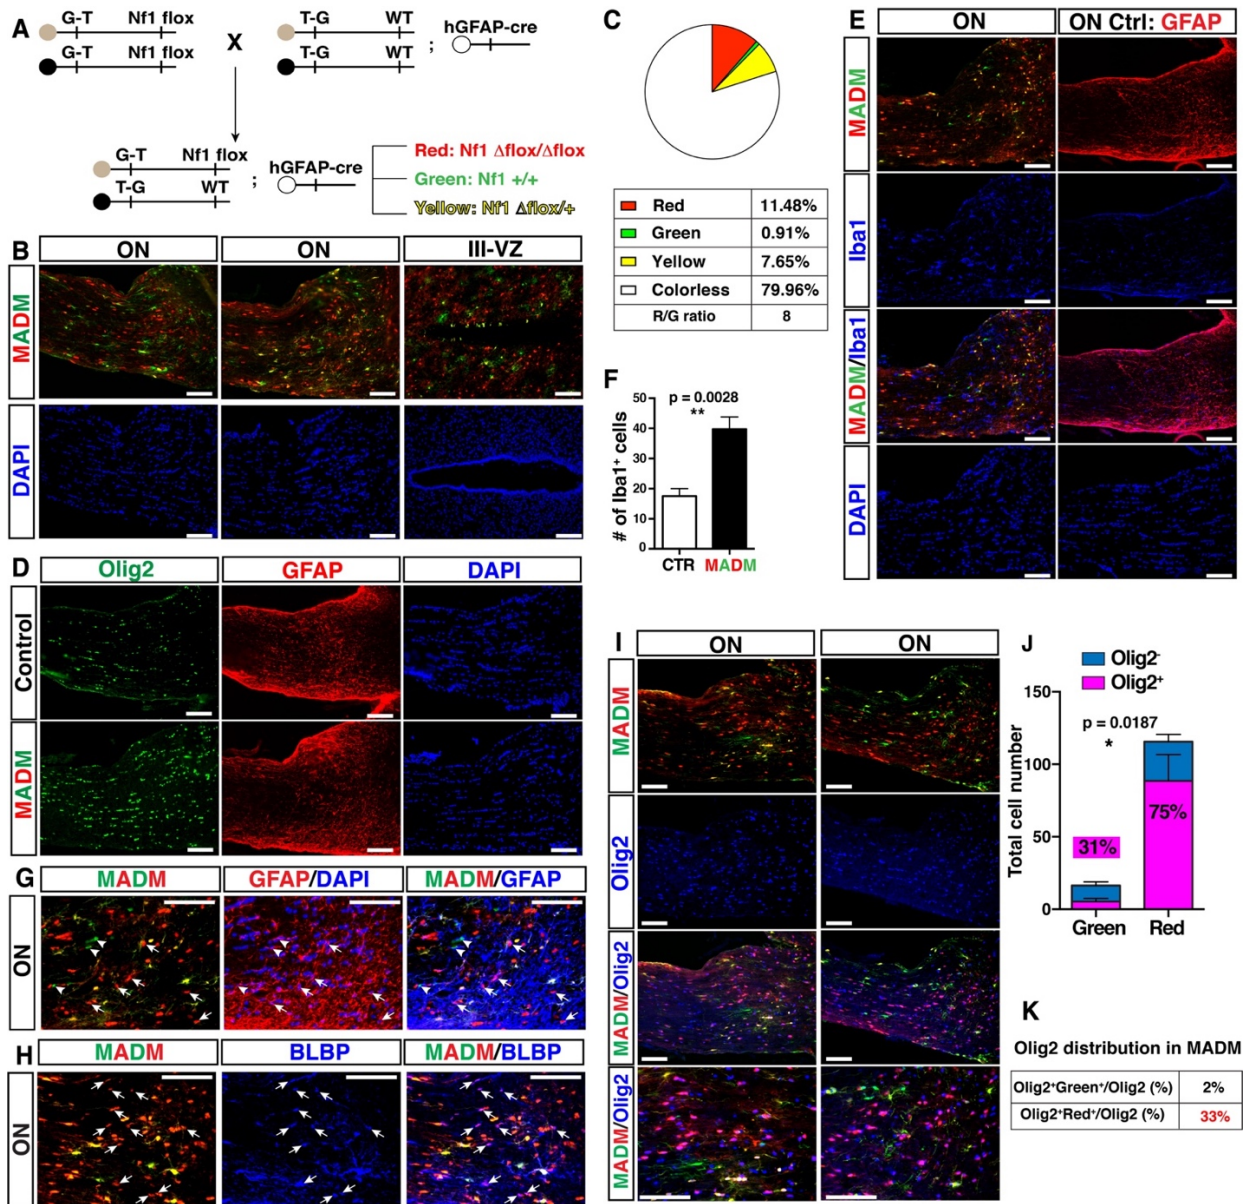 A
G-T Nf1 flox
G-T Nf1 flox
X
T-G WT
T-G WT
; hGFAP-cre
G-T Nf1 flox
T-G WT
; hGFAP-cre
Red: Nf1 Δflox/Δflox
Green: Nf1 +/+
Yellow: Nf1 Δflox/+
B
ON ON III-VZ
MADM
DAPI
C
Red 11.48%
Green 0.91%
Yellow 7.65%
Colorless 79.96%
R/G ratio 8
D
Olig2 GFAP DAPI
Control
MADM
E
ON ON Ctrl: GFAP
MADM
Iba1
MADM/Iba1
DAPI
F
p = 0.0028
**
# of Iba1+ cells
50
40
30
20
10
0
CTR MADM
G
MADM GFAP/DAPI MADM/GFAP
ON
H
MADM BLBP MADM/BLBP
ON
I
ON ON
MADM
Olig2
MADM/Olig2
MADM/Olig2
J
Olig2-
Olig2+
p = 0.0187
*
Total cell number
150
100
50
0
31%
75%
Green Red
K
Olig2 distribution in MADM
Olig2+Green+/Olig2 (%) 2%
Olig2+Red+/Olig2 (%) 33%